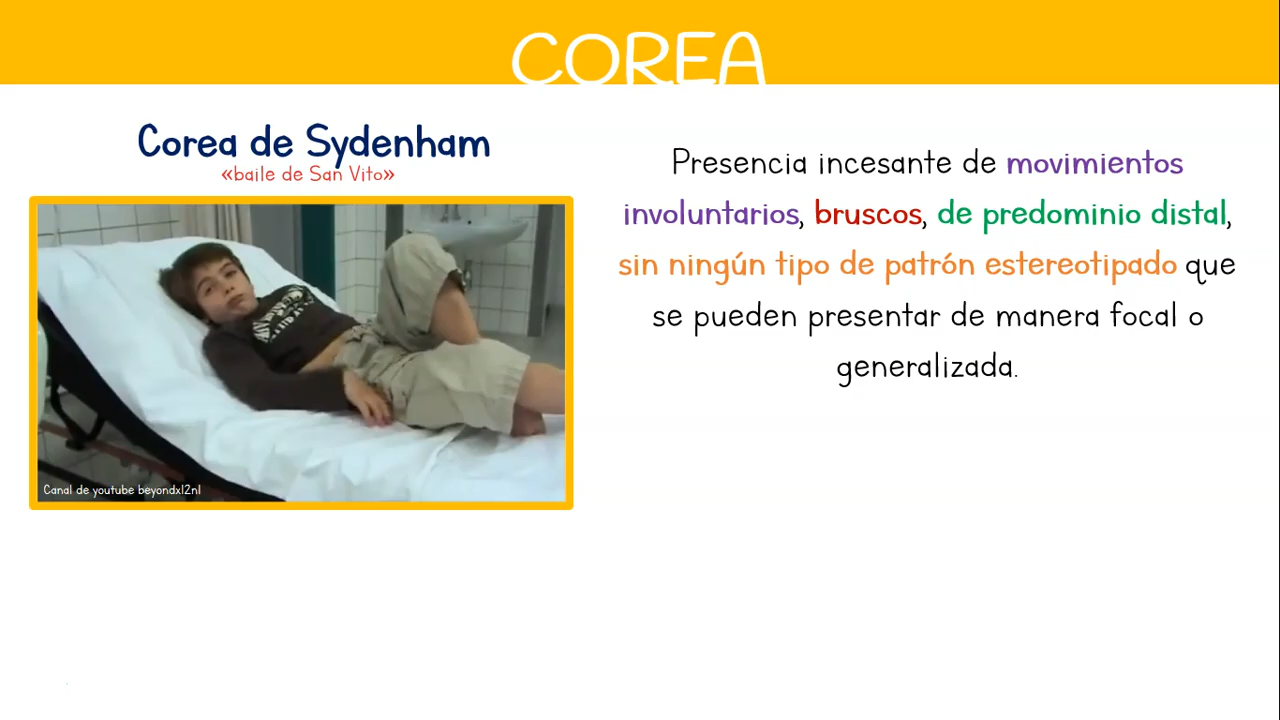 COREA
Corea de Sydenham
«baile de San Vito»
Presencia incesante de movimientos
involuntarios, bruscos, de predominio distal,
sin ningún tipo de patrón estereotipado que
se pueden presentar de manera focal o
generalizada.
Canal de youtube beyondx12nl